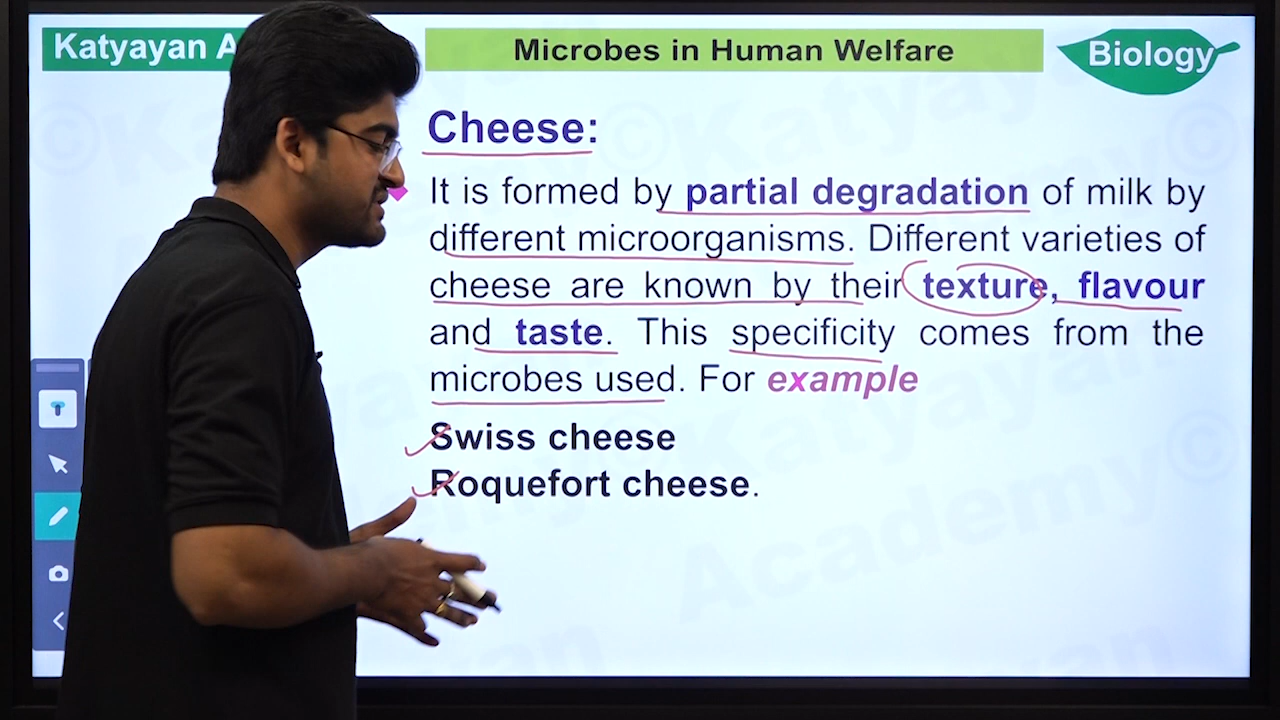 Katyayan A
Microbes in Human Welfare
Biology
Cheese:
It is formed by partial degradation of milk by
different microorganisms. Different varieties of
cheese are known by their texture, flavour
and taste. This specificity comes from the
microbes used. For example
Swiss cheese
Roquefort cheese.
© Katyayan
Academy ©